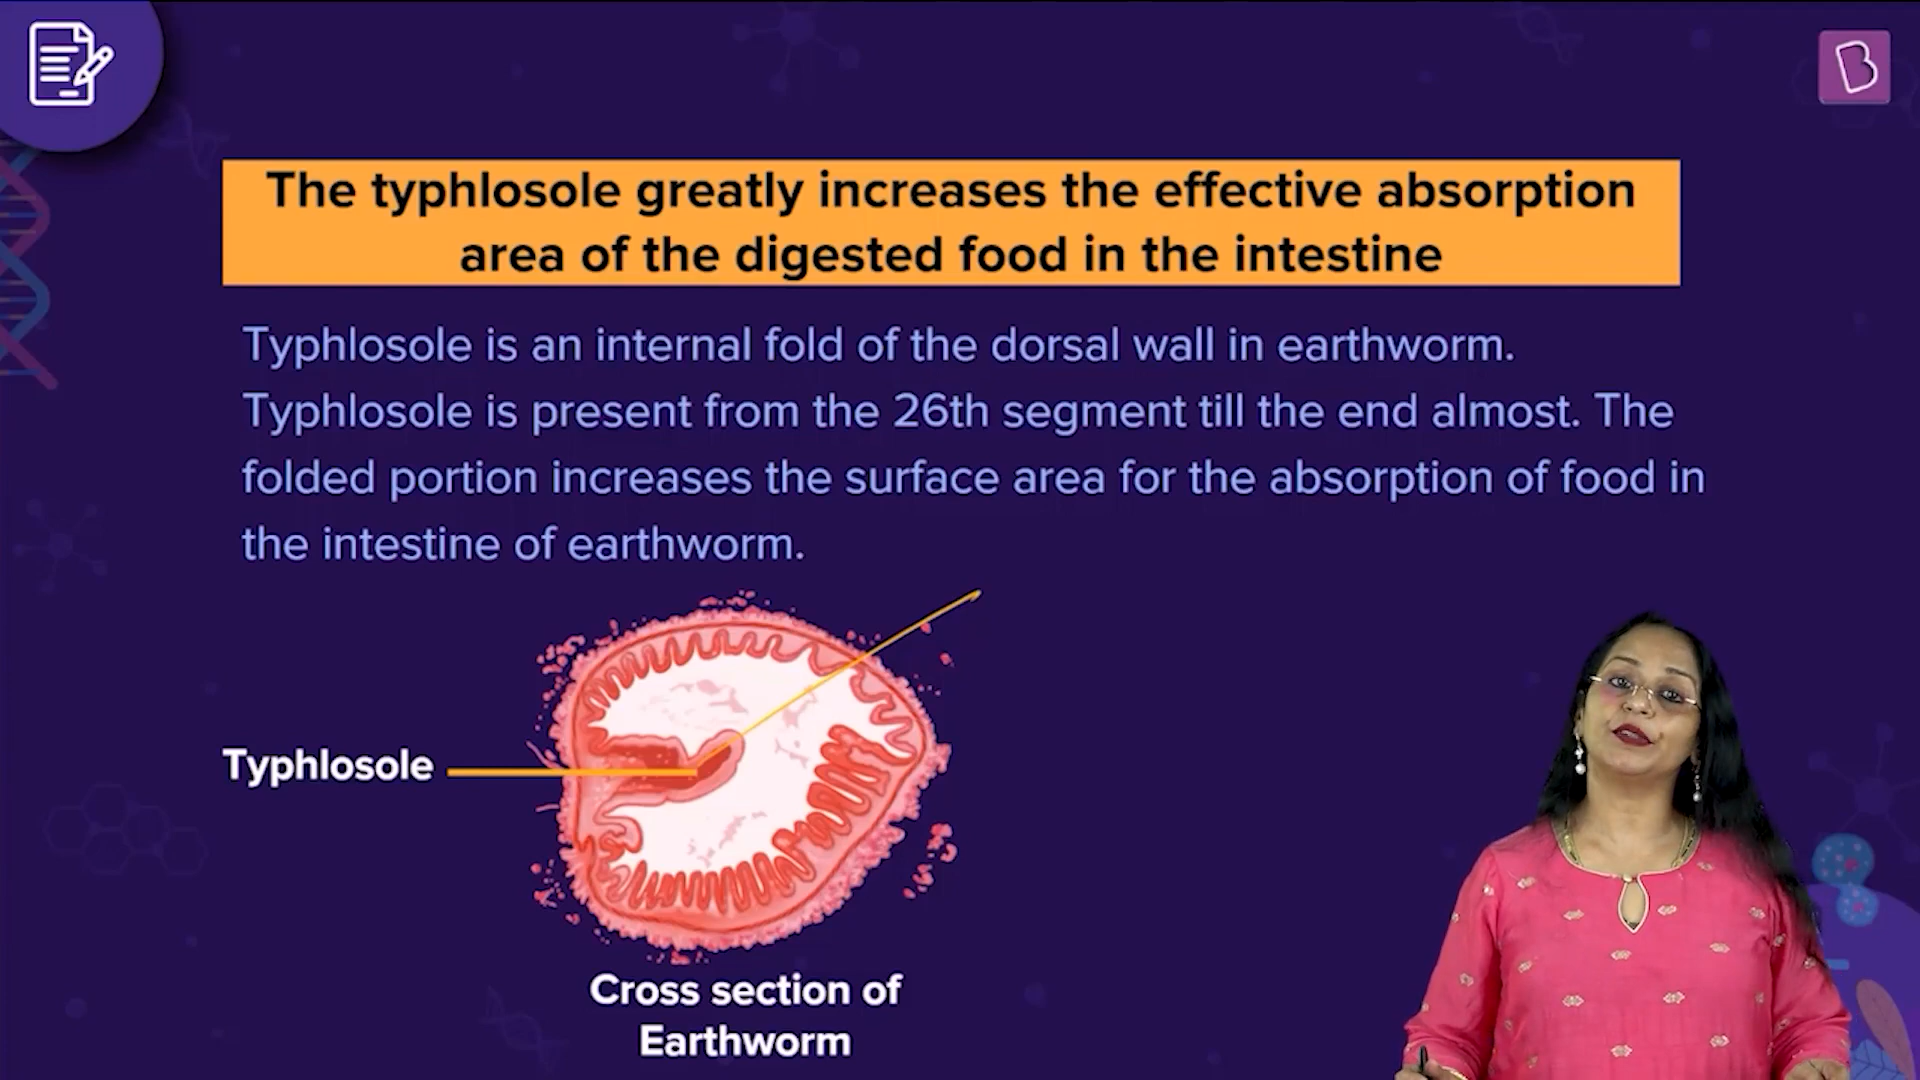 The typhlosole greatly increases the effective absorption
area of the digested food in the intestine
Typhlosole is an internal fold of the dorsal wall in earthworm.
Typhlosole is present from the 26th segment till the end almost. The
folded portion increases the surface area for the absorption of food in
the intestine of earthworm.
Typhlosole
Cross section of
Earthworm
B